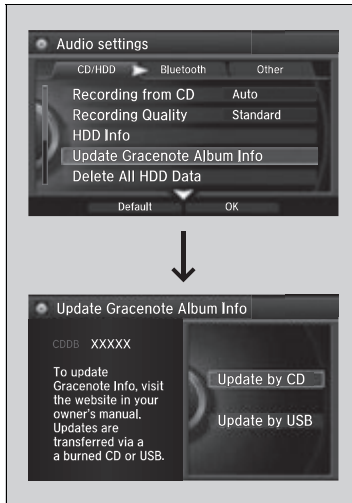 Audio settings
CD/HDD Bluetooth Other
Recording from CD Auto
Recording Quality Standard
HDD Info
Update Gracenote Album Info
Delete All HDD Data
Default OK
Update Gracenote Album Info
CDDB XXXXX
To update
Gracenote Info, visit
the website in your
owner's manual.
Updates are
transferred via a
a burned CD or USB.
Update by CD
Update by USB